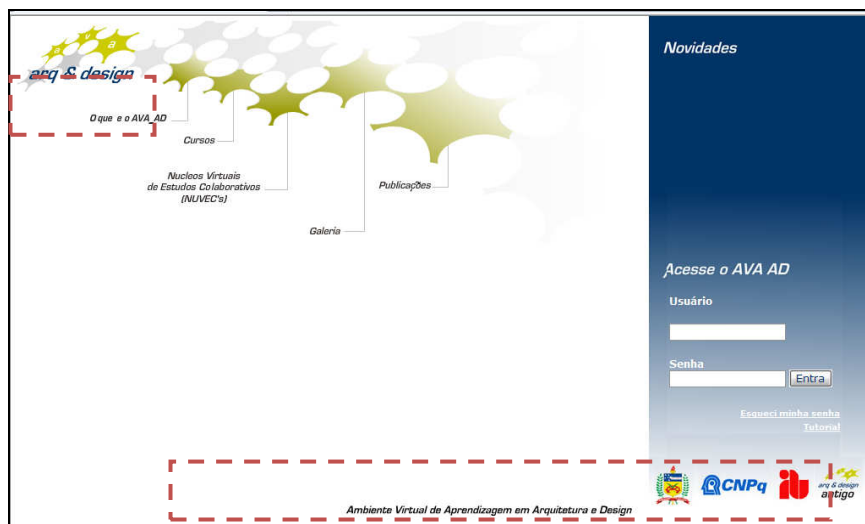 a v a
arq & design
O que e o AVA_AD
Cursos
Nucleos Virtuais
de Estudos Colaborativos
(NUVEC's)
Galeria
Publicações
Novidades
Acesse o AVA AD
Usuário
Senha
Entra
Esqueci minha senha
Tutorial
CNPq
arq & design
antigo
Ambiente Virtual de Aprendizagem em Arquitetura e Design